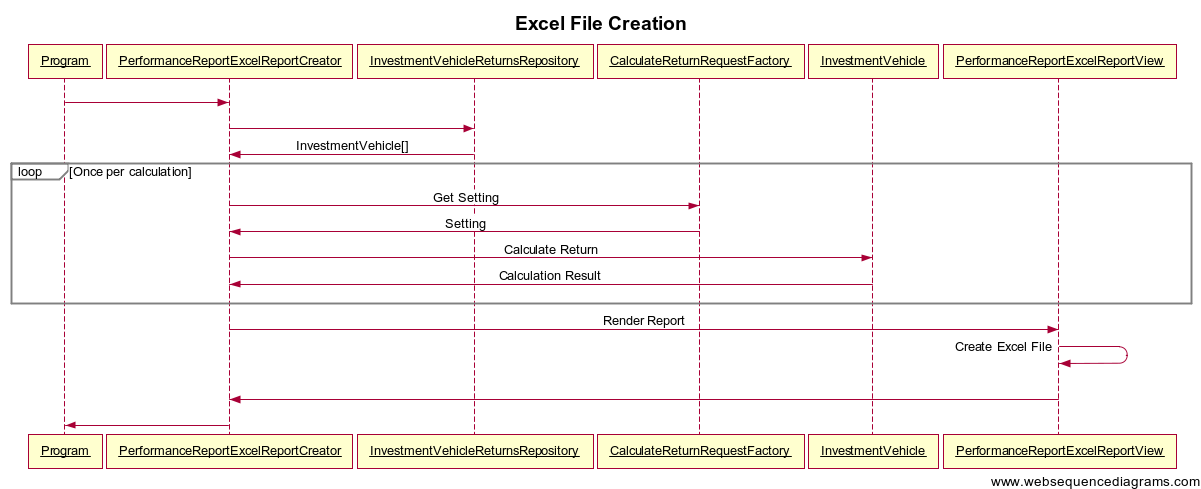 Excel File Creation
Program PerformanceReportExcelReportCreator InvestmentVehicleReturnsRepository CalculateReturnRequestFactory InvestmentVehicle PerformanceReportExcelReportView
InvestmentVehicle[]
loop [Once per calculation]
Get Setting
Setting
Calculate Return
Calculation Result
Render Report
Create Excel File
Program PerformanceReportExcelReportCreator InvestmentVehicleReturnsRepository CalculateReturnRequestFactory InvestmentVehicle PerformanceReportExcelReportView
www.websequencediagrams.com